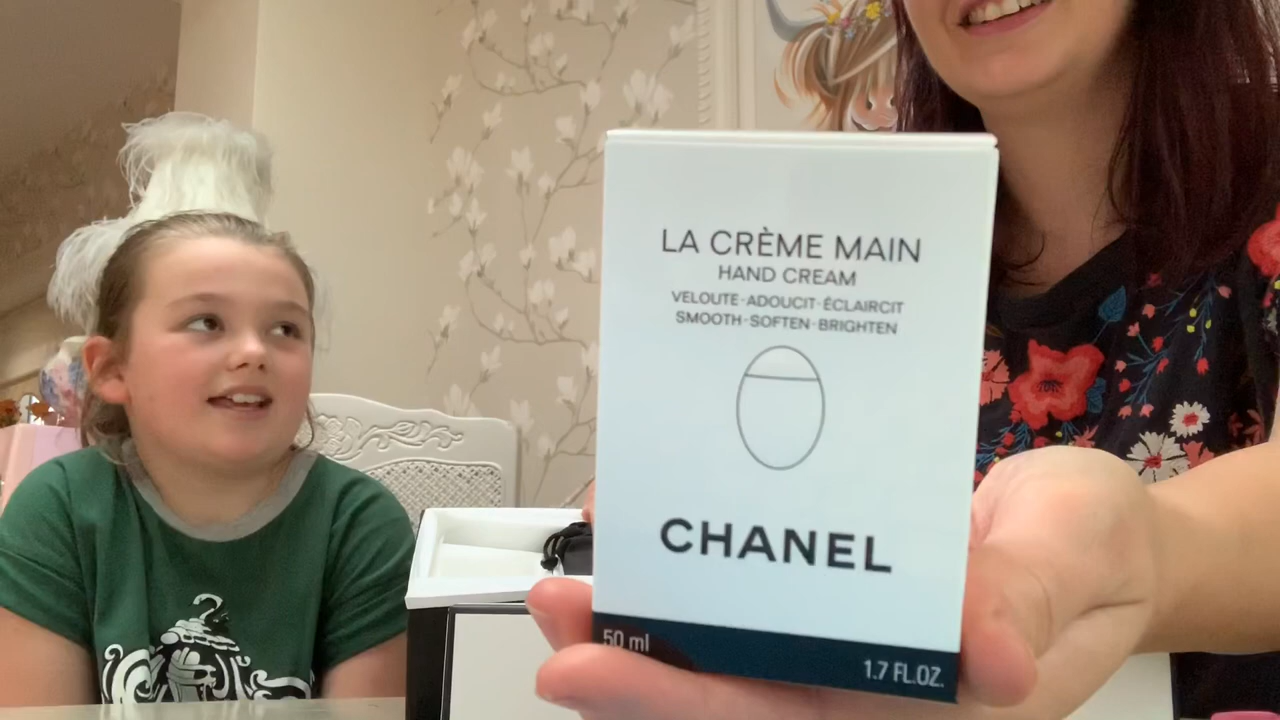 LA CRÈME MAIN
HAND CREAM
VELOUTE·ADOUCIT·ÉCLAIRCIT
SMOOTH·SOFTEN·BRIGHTEN
CHANEL
50 ml
1.7 FL.OZ.